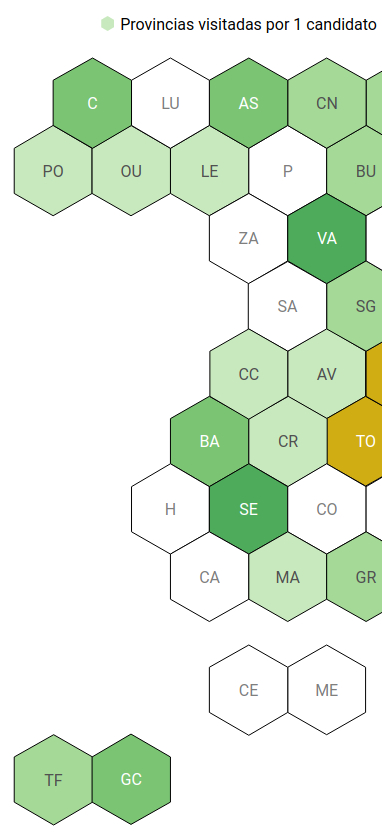 Provincias visitadas por 1 candidato
C LU AS CN
PO OU LE P BU
ZA VA
SA SG
CC AV
BA CR TO
H SE CO
CA MA GR
CE ME
TF GC